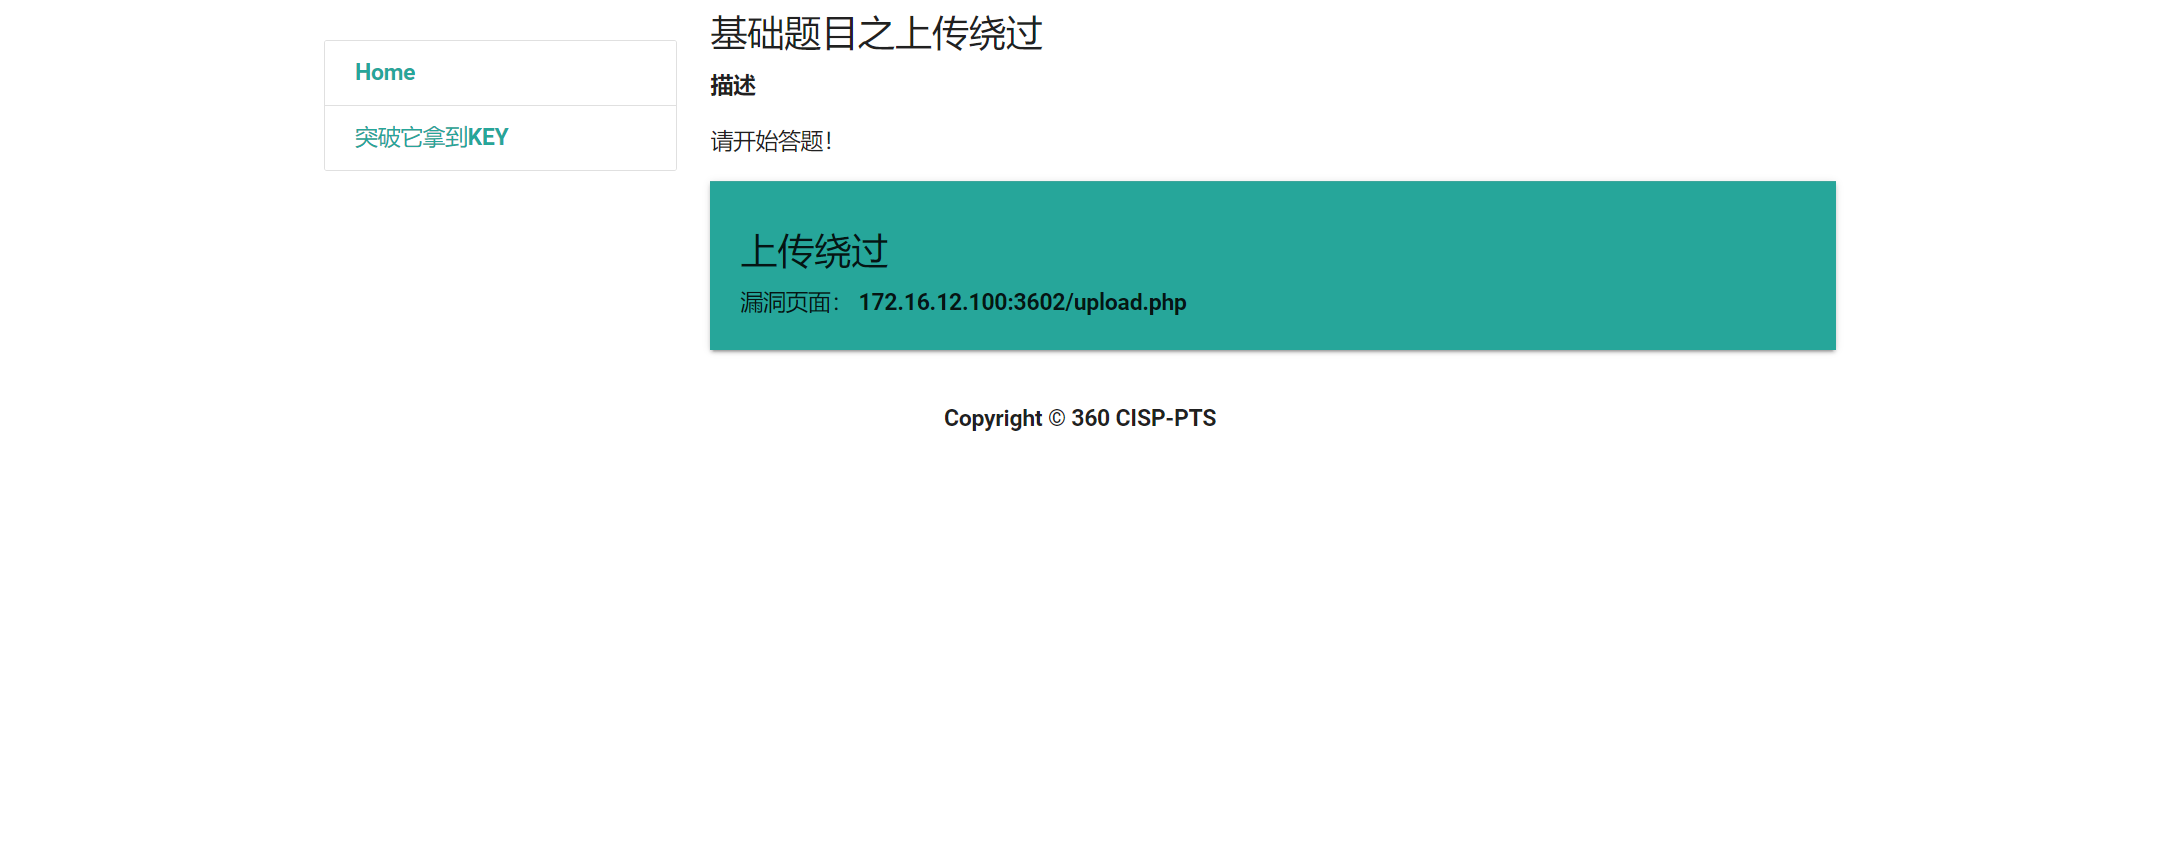 Home
突破它拿到KEY
基础题目之上传绕过
描述
请开始答题！
上传绕过
漏洞页面： 172.16.12.100:3602/upload.php
Copyright © 360 CISP-PTS